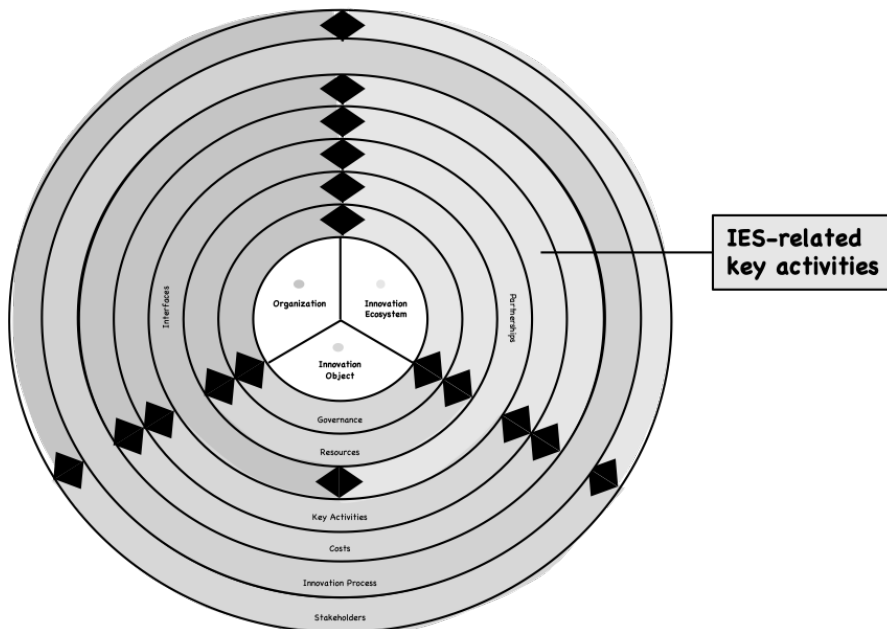 IES-related
key activities
Organization
Innovation
Ecosystem
Interfaces
Partnerships
Innovation
Object
Governance
Resources
Key Activities
Costs
Innovation Process
Stakeholders